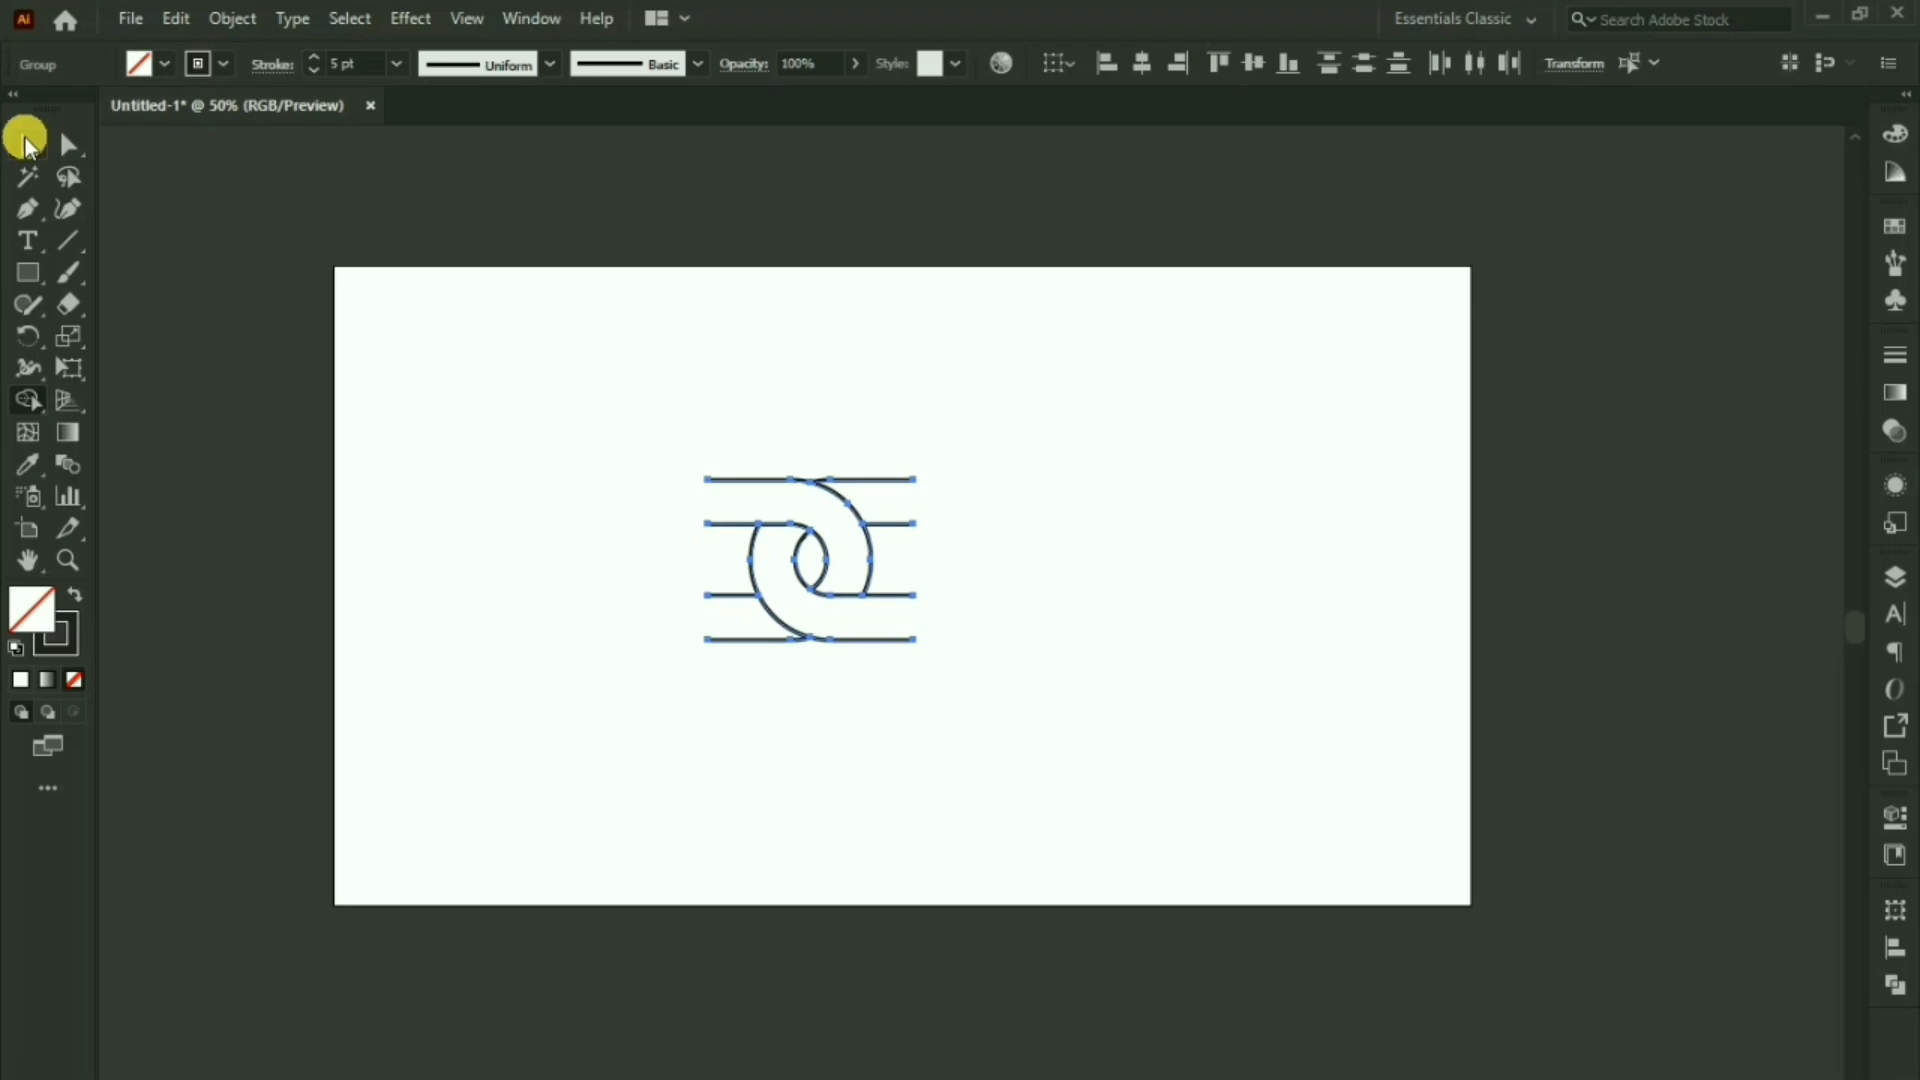 Ai File Edit Object Type Select Effect View Window Help Essentials Classic Search Adobe Stock
Group Stroke: 5 pt Uniform Basic Opacity: 100% Style: Transform
Untitled-1* @ 50% (RGB/Preview)